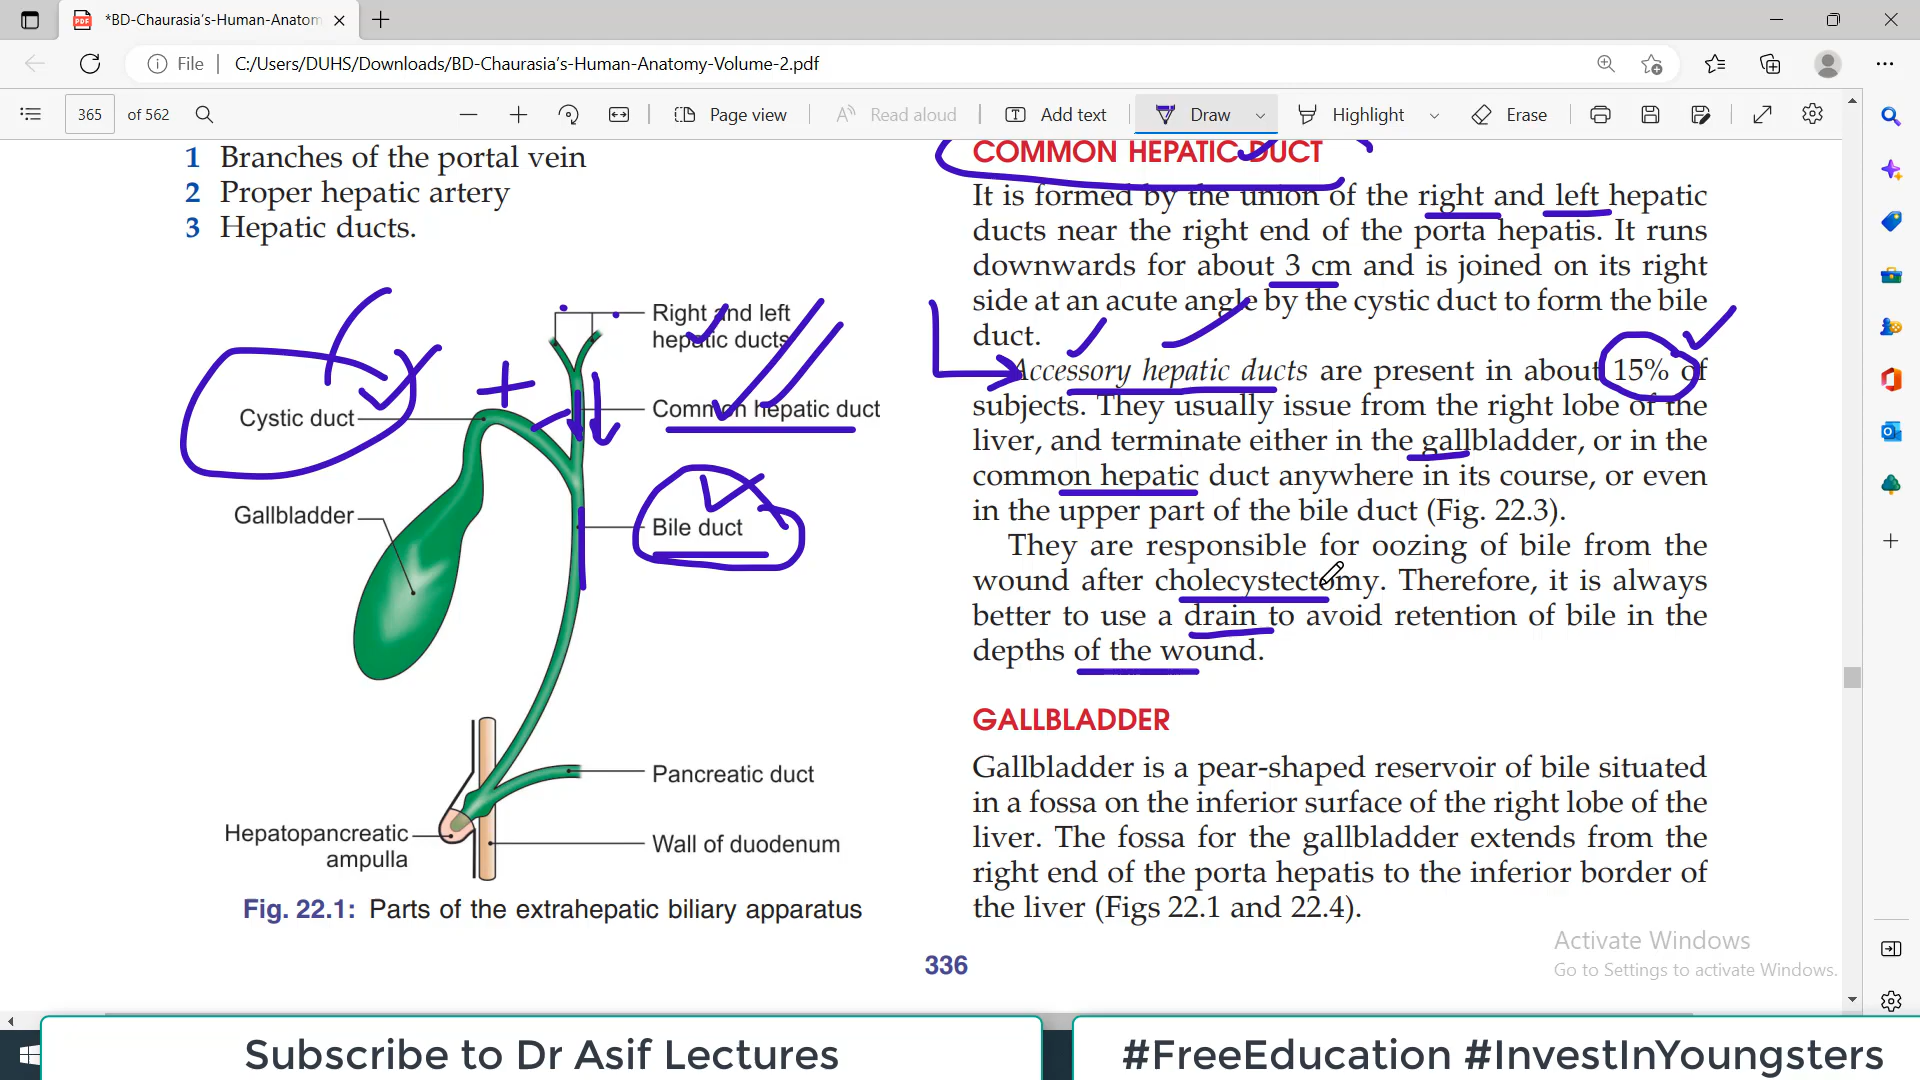 *BD-Chaurasia's-Human-Anatom
File
C:/Users/DUHS/Downloads/BD-Chaurasia's-Human-Anatomy-Volume-2.pdf
365 of 562
Page view
Read aloud
Add text
Draw
Highlight
Erase
1 Branches of the portal vein
2 Proper hepatic artery
3 Hepatic ducts.
Right and left
hepatic ducts
Cystic duct
Common hepatic duct
Gallbladder
Bile duct
Pancreatic duct
Hepatopancreatic
ampulla
Wall of duodenum
Fig. 22.1: Parts of the extrahepatic biliary apparatus
COMMON HEPATIC DUCT
It is formed by the union of the right and left hepatic
ducts near the right end of the porta hepatis. It runs
downwards for about 3 cm and is joined on its right
side at an acute angle by the cystic duct to form the bile
duct.
Accessory hepatic ducts are present in about 15% of
subjects. They usually issue from the right lobe of the
liver, and terminate either in the gallbladder, or in the
common hepatic duct anywhere in its course, or even
in the upper part of the bile duct (Fig. 22.3).
They are responsible for oozing of bile from the
wound after cholecystectomy. Therefore, it is always
better to use a drain to avoid retention of bile in the
depths of the wound.
GALLBLADDER
Gallbladder is a pear-shaped reservoir of bile situated
in a fossa on the inferior surface of the right lobe of the
liver. The fossa for the gallbladder extends from the
right end of the porta hepatis to the inferior border of
the liver (Figs 22.1 and 22.4).
336
Activate Windows
Go to Settings to activate Windows.
Subscribe to Dr Asif Lectures
#FreeEducation #InvestInYoungsters